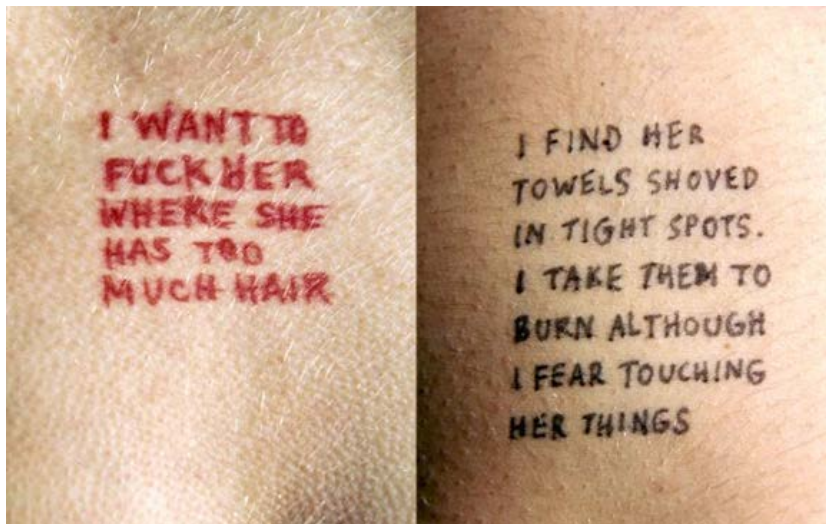 I WANT TO
FUCK HER
WHERE SHE
HAS TOO
MUCH HAIR
I FIND HER
TOWELS SHOVED
IN TIGHT SPOTS.
I TAKE THEM TO
BURN ALTHOUGH
I FEAR TOUCHING
HER THINGS